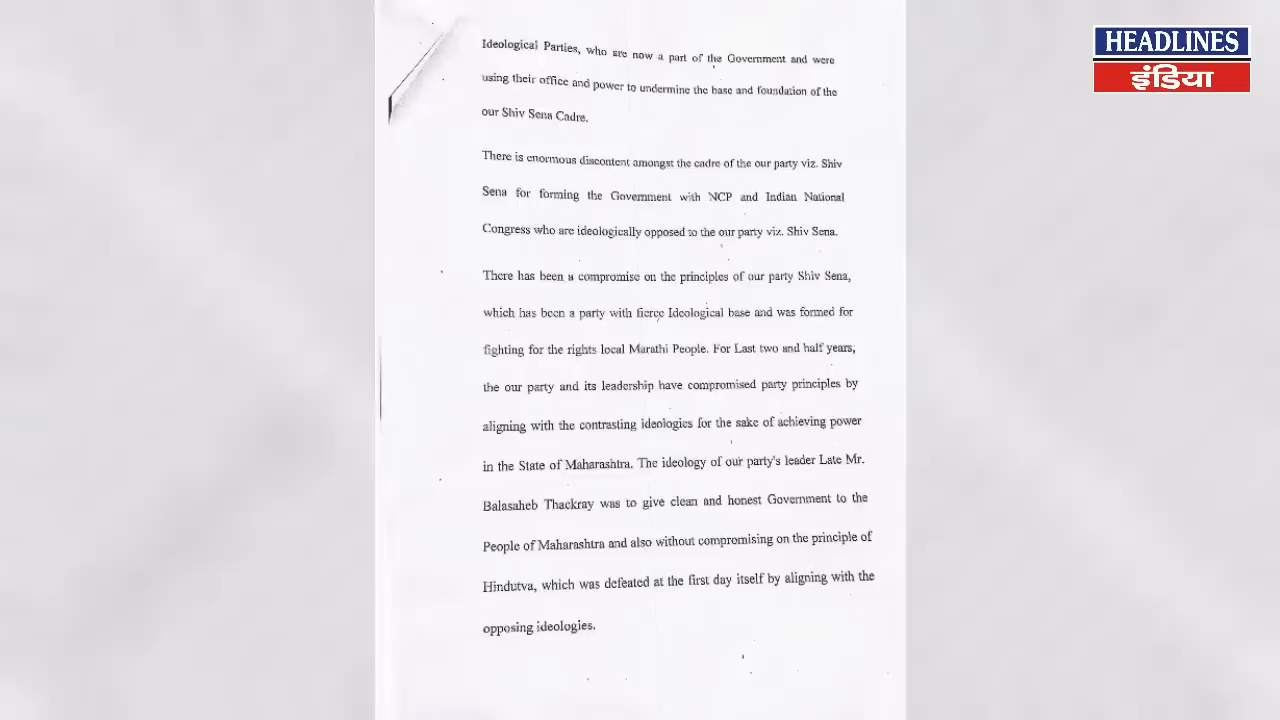 HEADLINES
इंडिया
Ideological Parties, who are now a part of the Government and were
using their office and power to undermine the base and foundation of the
our Shiv Sena Cadre.
There is enormous discontent amongst the cadre of the our party viz. Shiv
Sena for forming the Government with NCP and Indian National
Congress who are ideologically opposed to the our party viz. Shiv Sena.
There has been a compromise on the principles of our party Shiv Sena,
which has been a party with fierce Ideological base and was formed for
fighting for the rights local Marathi People. For Last two and half years,
the our party and its leadership have compromised party principles by
aligning with the contrasting ideologies for the sake of achieving power
in the State of Maharashtra. The ideology of our party's leader Late Mr.
Balasaheb Thackray was to give clean and honest Government to the
People of Maharashtra and also without compromising on the principle of
Hindutva, which was defeated at the first day itself by aligning with the
opposing ideologies.